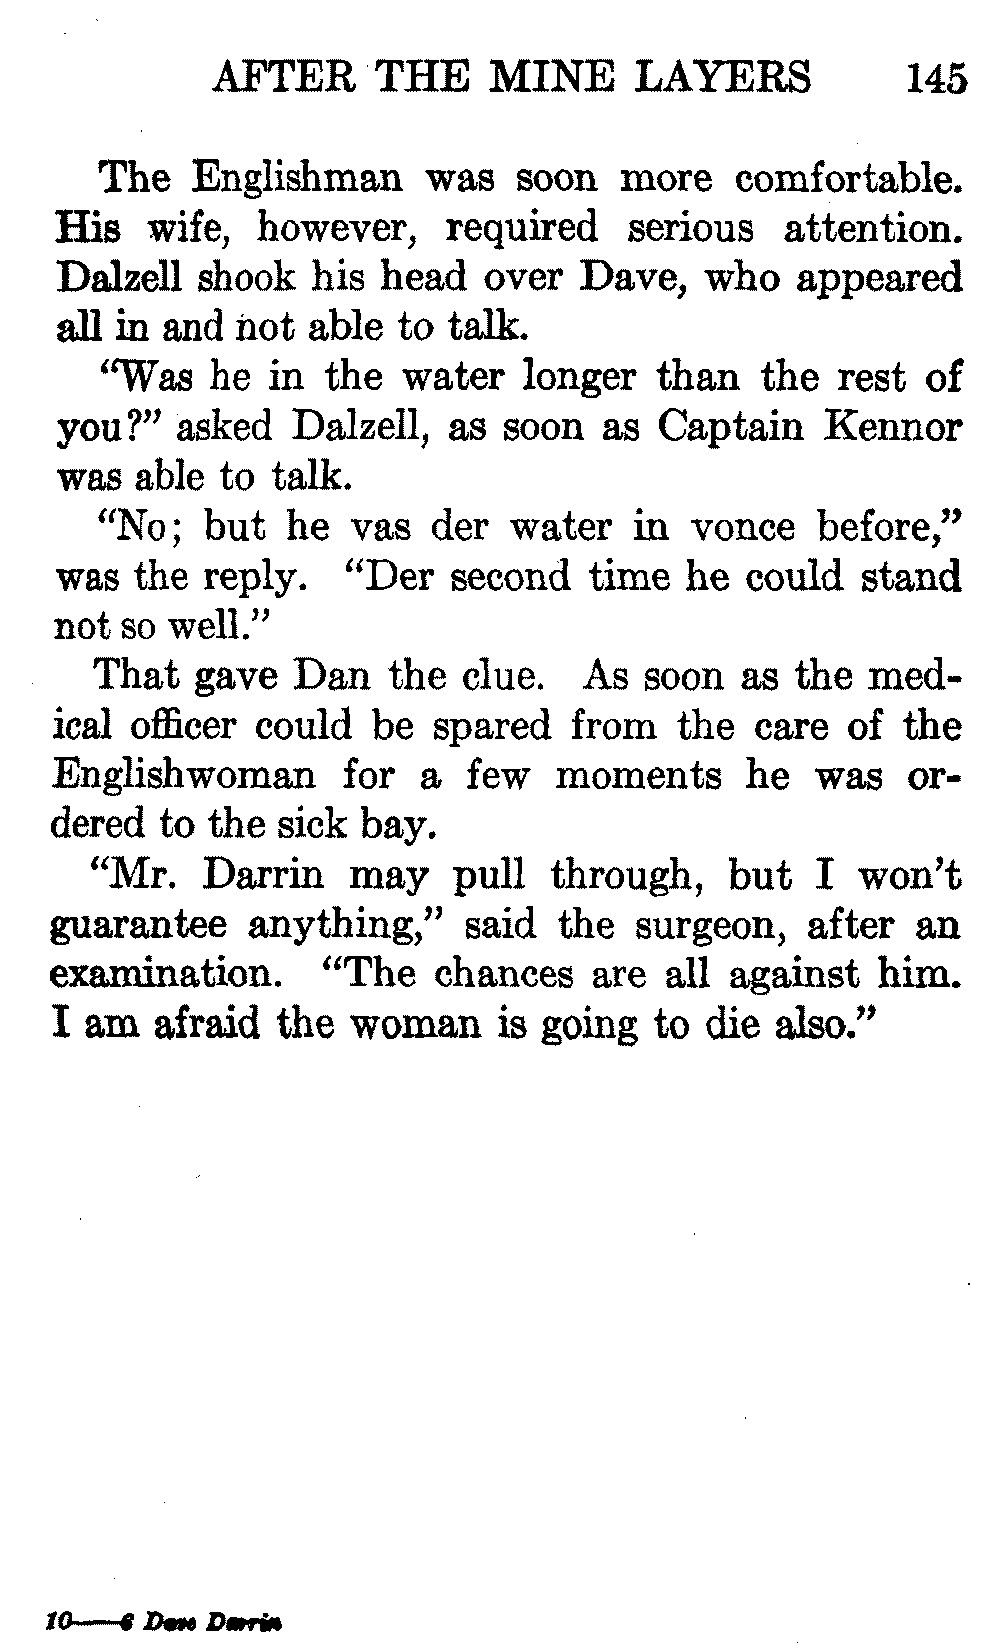 AFTER THE MINE LAYERS 145
The Englishman was soon more comfortable.
His wife, however, required serious attention.
Dalzell shook his head over Dave, who appeared
all in and not able to talk.
“Was he in the water longer than the rest of
you?” asked Dalzell, as soon as Captain Kennor
was able to talk.
“No; but he vas der water in vonce before,”
was the reply. “Der second time he could stand
not so well.”
That gave Dan the clue. As soon as the med-
ical officer could be spared from the care of the
Englishwoman for a few moments he was or-
dered to the sick bay.
“Mr. Darrin may pull through, but I won’t
guarantee anything,” said the surgeon, after an
examination. “The chances are all against him.
I am afraid the woman is going to die also.”
10—6 Dave Darrin